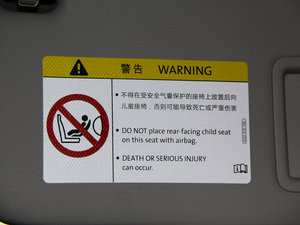 警告 WARNING
• 不得在受安全气囊保护的座椅上放置后向
儿童座椅，否则可能导致死亡或严重伤害
• DO NOT place rear-facing child seat
on this seat with airbag.
• DEATH OR SERIOUS INJURY
can occur.